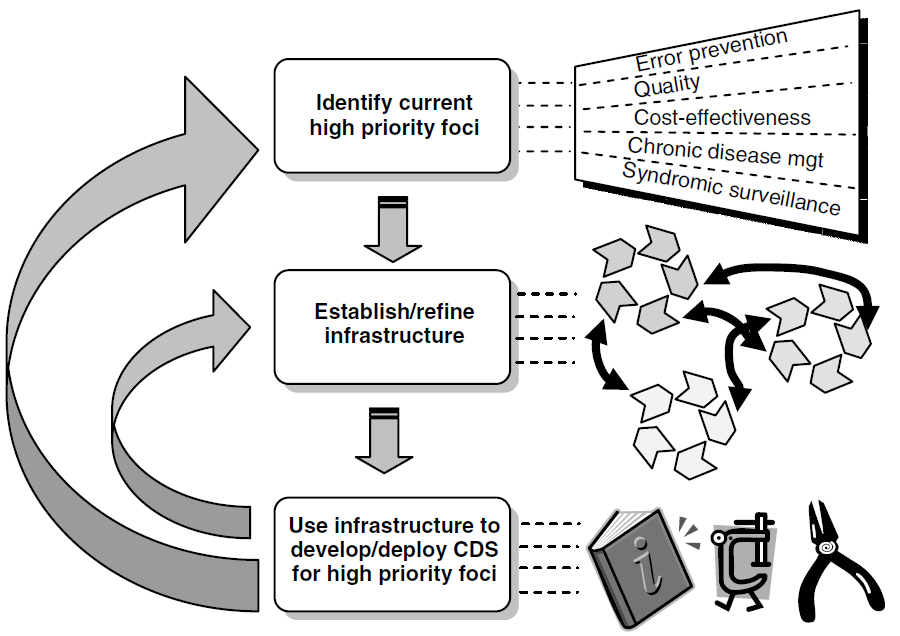 Identify current
high priority foci
Error prevention
Quality
Cost-effectiveness
Chronic disease mgt
Syndromic surveillance
Establish/refine
infrastructure
Use infrastructure to
develop/deploy CDS
for high priority foci
i